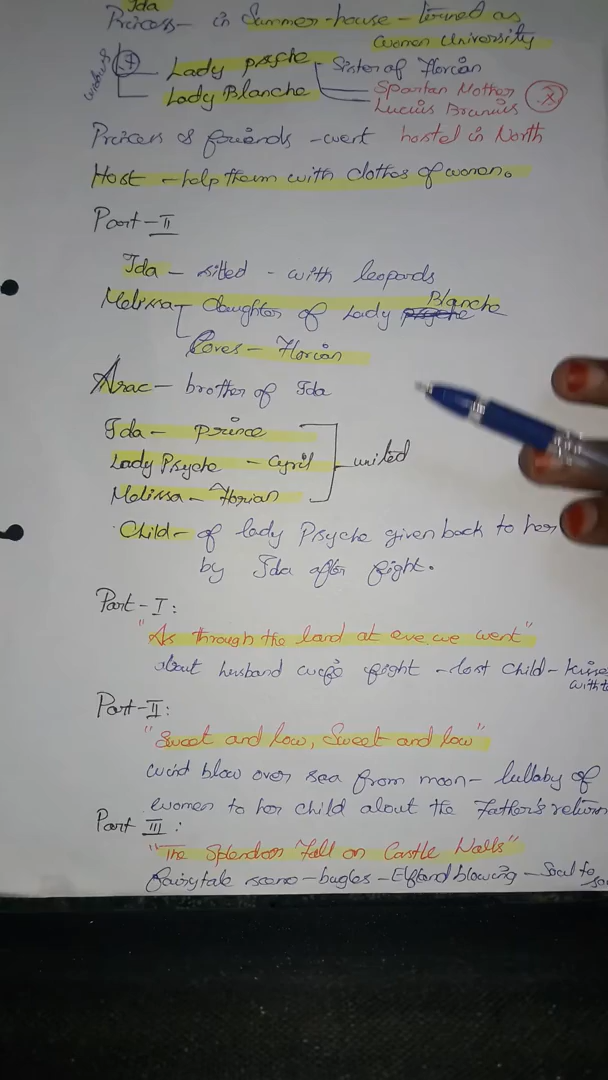 Ida
Princess - in Summer-house - termed as
Women University
widows
Lady psyche - Sister of Florian
Lady Blanche - Spartan Mother
Lucius Branius
Prices & friends - went hostel in North
Host - help them with clothes of women.
Part - II
Ida - sitted - with leopards
Melissa - daughter of Lady Blanche
Loves - Florian
Arac - brother of Ida
Ida - prince
Lady Psyche - Cyril - united
Melissa - Florian
Child - of lady Psyche given back to her
by Ida after fight.
Part - I :
"As through the land at eve we went"
about husband wife fight - lost child -
Part - II :
"Sweet and low, Sweet and low"
wind blow over sea from moon - lullaby of
women to her child about the Father's return
Part III :
"The Splendor Fall on Castle Walls"
fairytale scene - bugles - Elfland blowing - Soul to